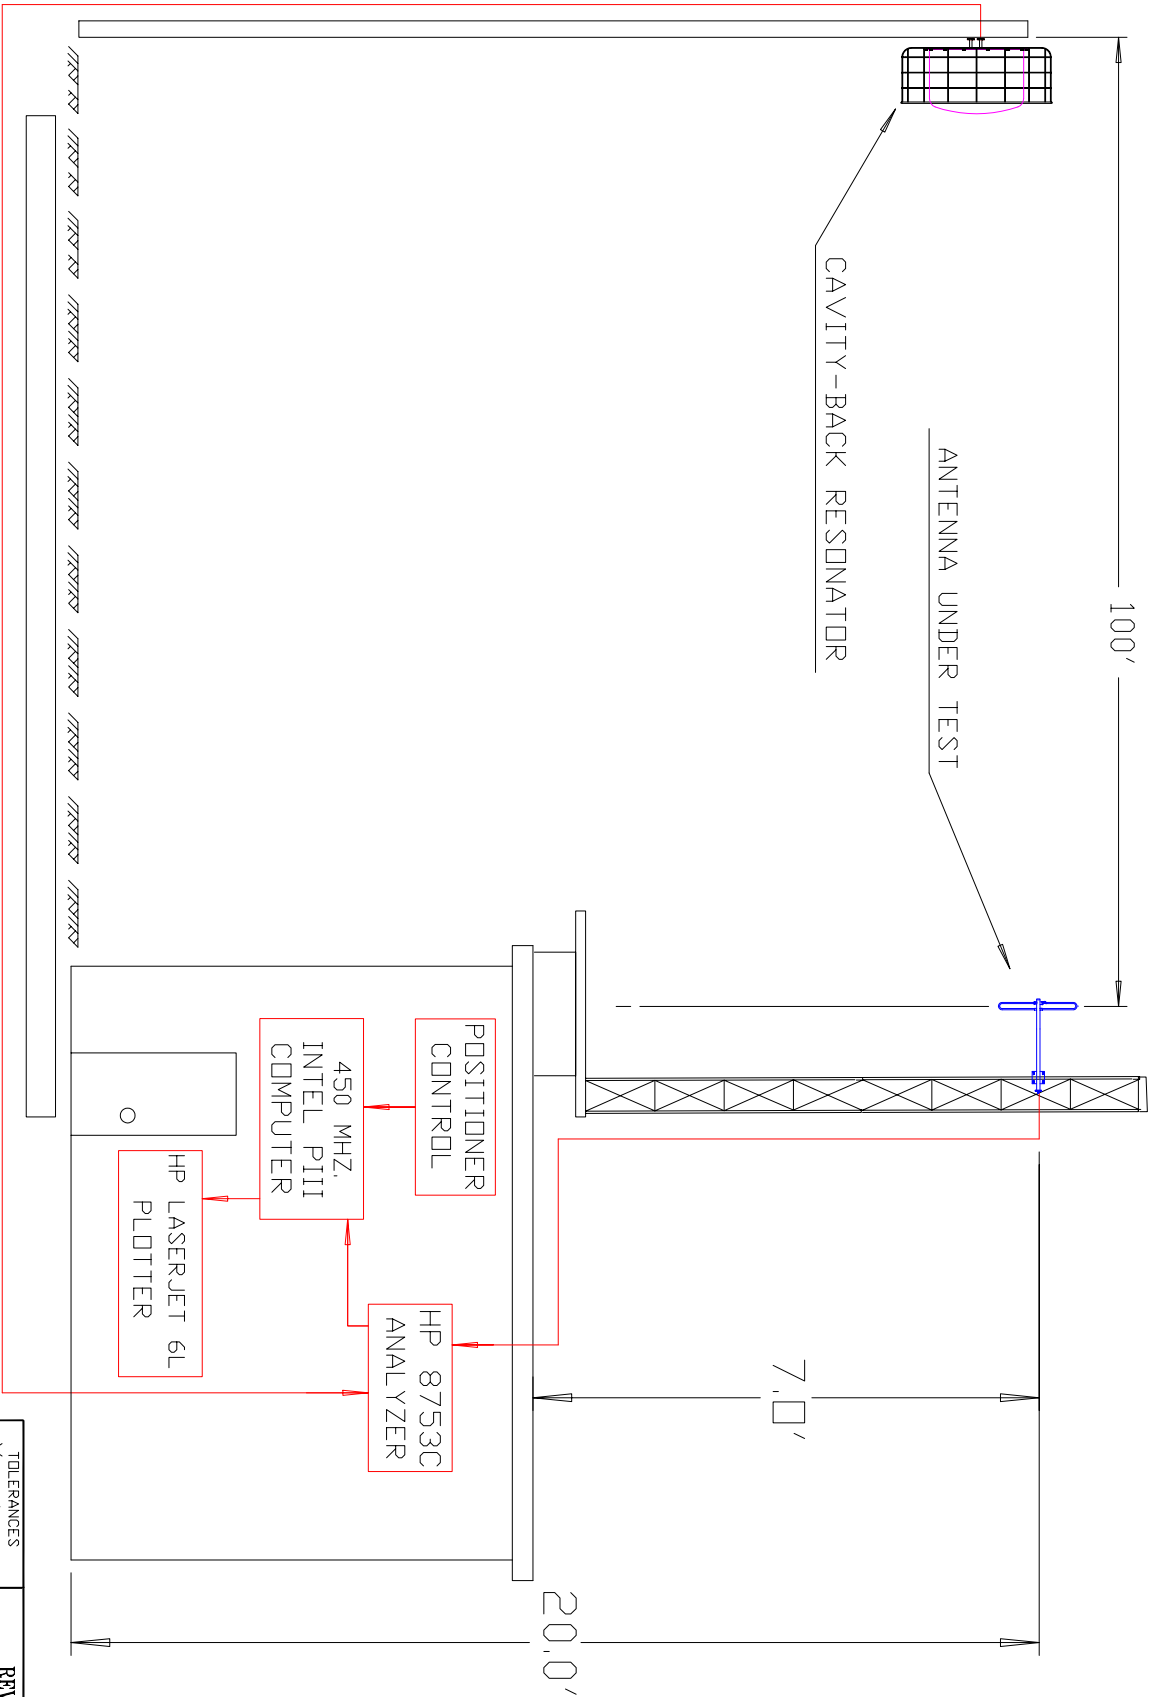 100'
ANTENNA UNDER TEST
CAVITY-BACK RESONATOR
7.0'
20.0'
POSITIONER
CONTROL
450 MHZ.
INTEL PIII
COMPUTER
HP 8753C
ANALYZER
HP LASERJET 6L
PLOTTER
TOLERANCES
REV